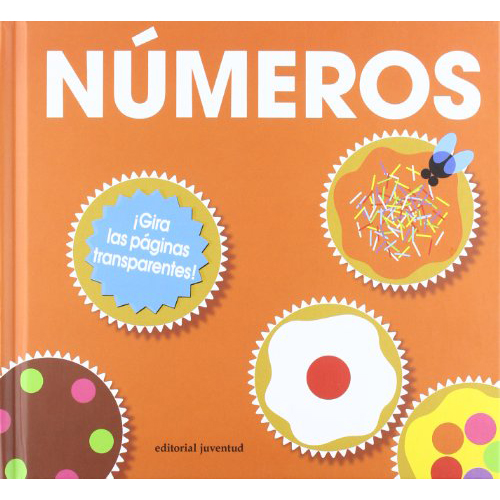 NÚMEROS
¡Gira
las páginas
transparentes!
editorial juventud